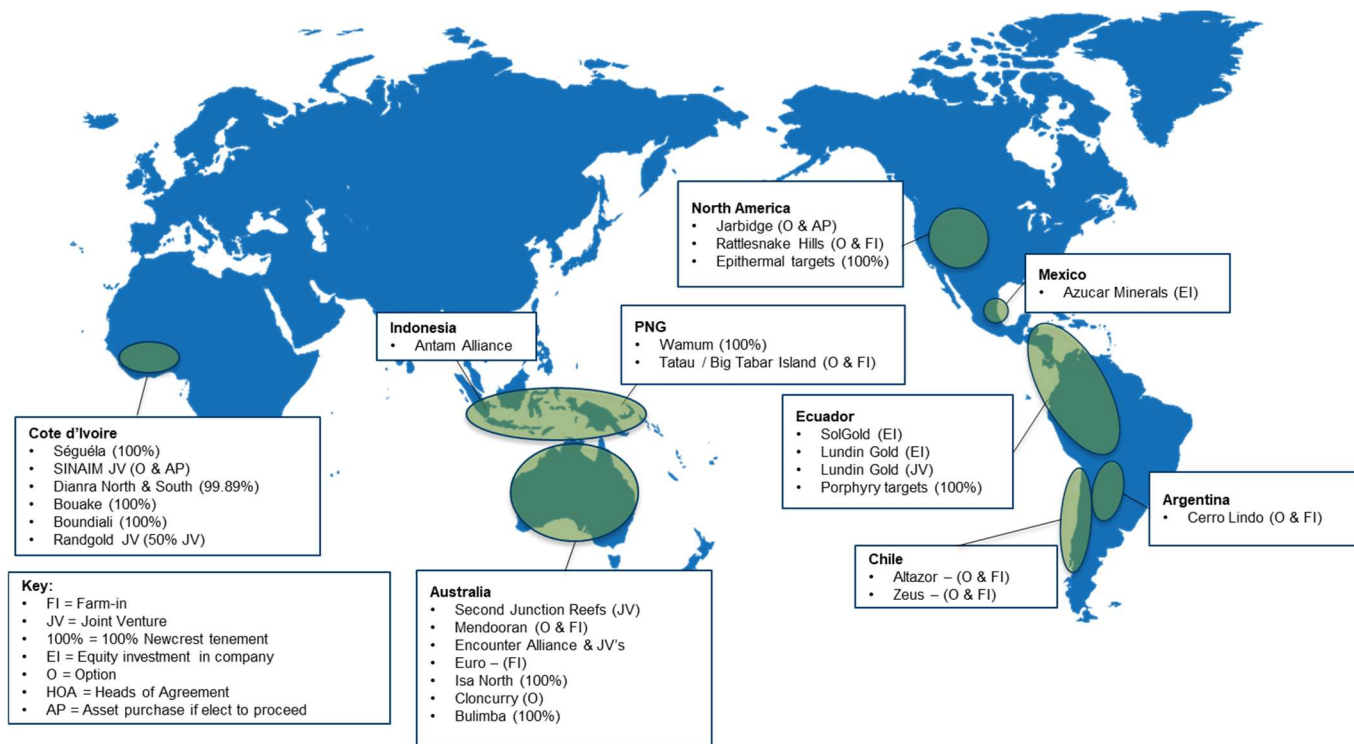 North America
• Jarbidge (O & AP)
• Rattlesnake Hills (O & FI)
• Epithermal targets (100%)
Mexico
• Azucar Minerals (EI)
Indonesia
• Antam Alliance
PNG
• Wamum (100%)
• Tatau / Big Tabar Island (O & FI)
Cote d'Ivoire
• Séguéla (100%)
• SINAIM JV (O & AP)
• Dianra North & South (99.89%)
• Bouake (100%)
• Boundiali (100%)
• Randgold JV (50% JV)
Ecuador
• SolGold (EI)
• Lundin Gold (EI)
• Lundin Gold (JV)
• Porphyry targets (100%)
Argentina
• Cerro Lindo (O & FI)
Chile
• Altazor – (O & FI)
• Zeus – (O & FI)
Key:
• FI = Farm-in
• JV = Joint Venture
• 100% = 100% Newcrest tenement
• EI = Equity investment in company
• O = Option
• HOA = Heads of Agreement
• AP = Asset purchase if elect to proceed
Australia
• Second Junction Reefs (JV)
• Mendooran (O & FI)
• Encounter Alliance & JV's
• Euro – (FI)
• Isa North (100%)
• Cloncurry (O)
• Bulimba (100%)